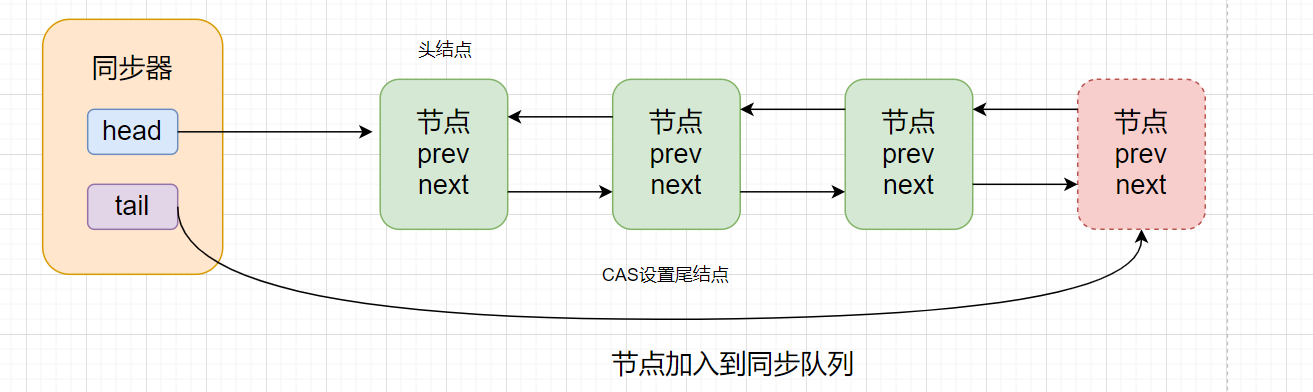 同步器
head
tail
头结点
节点
prev
next
节点
prev
next
节点
prev
next
节点
prev
next
CAS设置尾结点
节点加入到同步队列